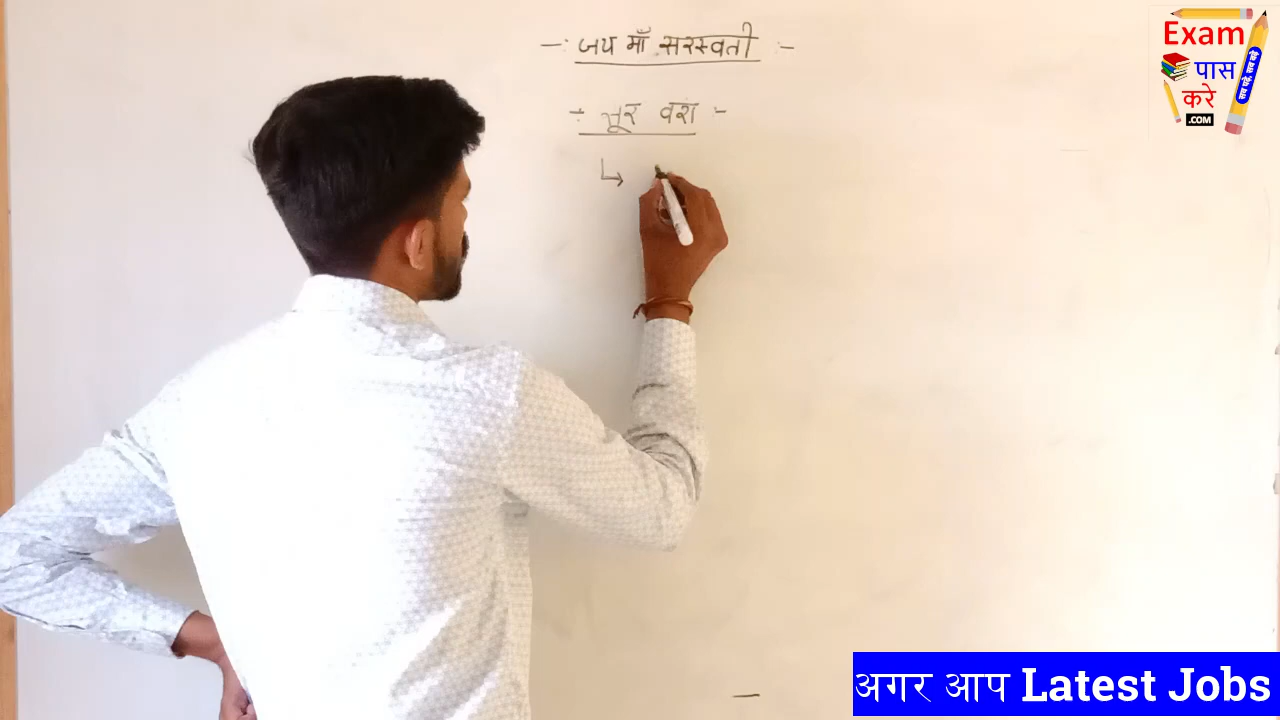 -: जय माँ सरस्वती :-
-: सूर वंश :-
Exam
पास
करे
.COM
अगर आप Latest Jobs